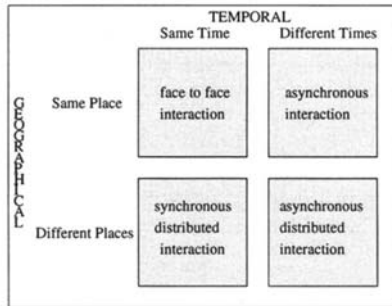 TEMPORAL
Same Time Different Times
GEOGRAPHICAL
Same Place
face to face
interaction
asynchronous
interaction
Different Places
synchronous
distributed
interaction
asynchronous
distributed
interaction